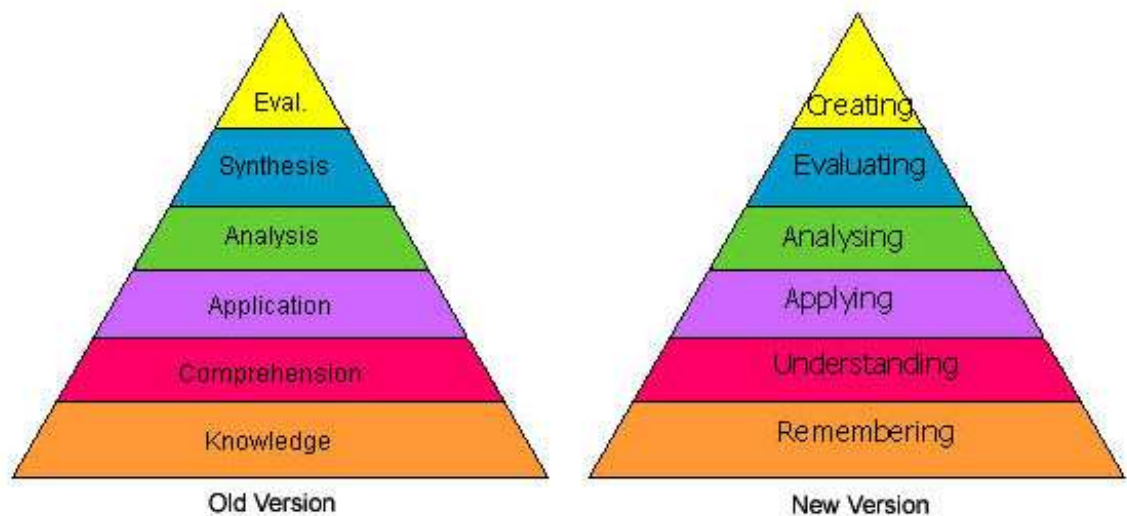 Eval.
Synthesis
Analysis
Application
Comprehension
Knowledge
Old Version
Creating
Evaluating
Analysing
Applying
Understanding
Remembering
New Version